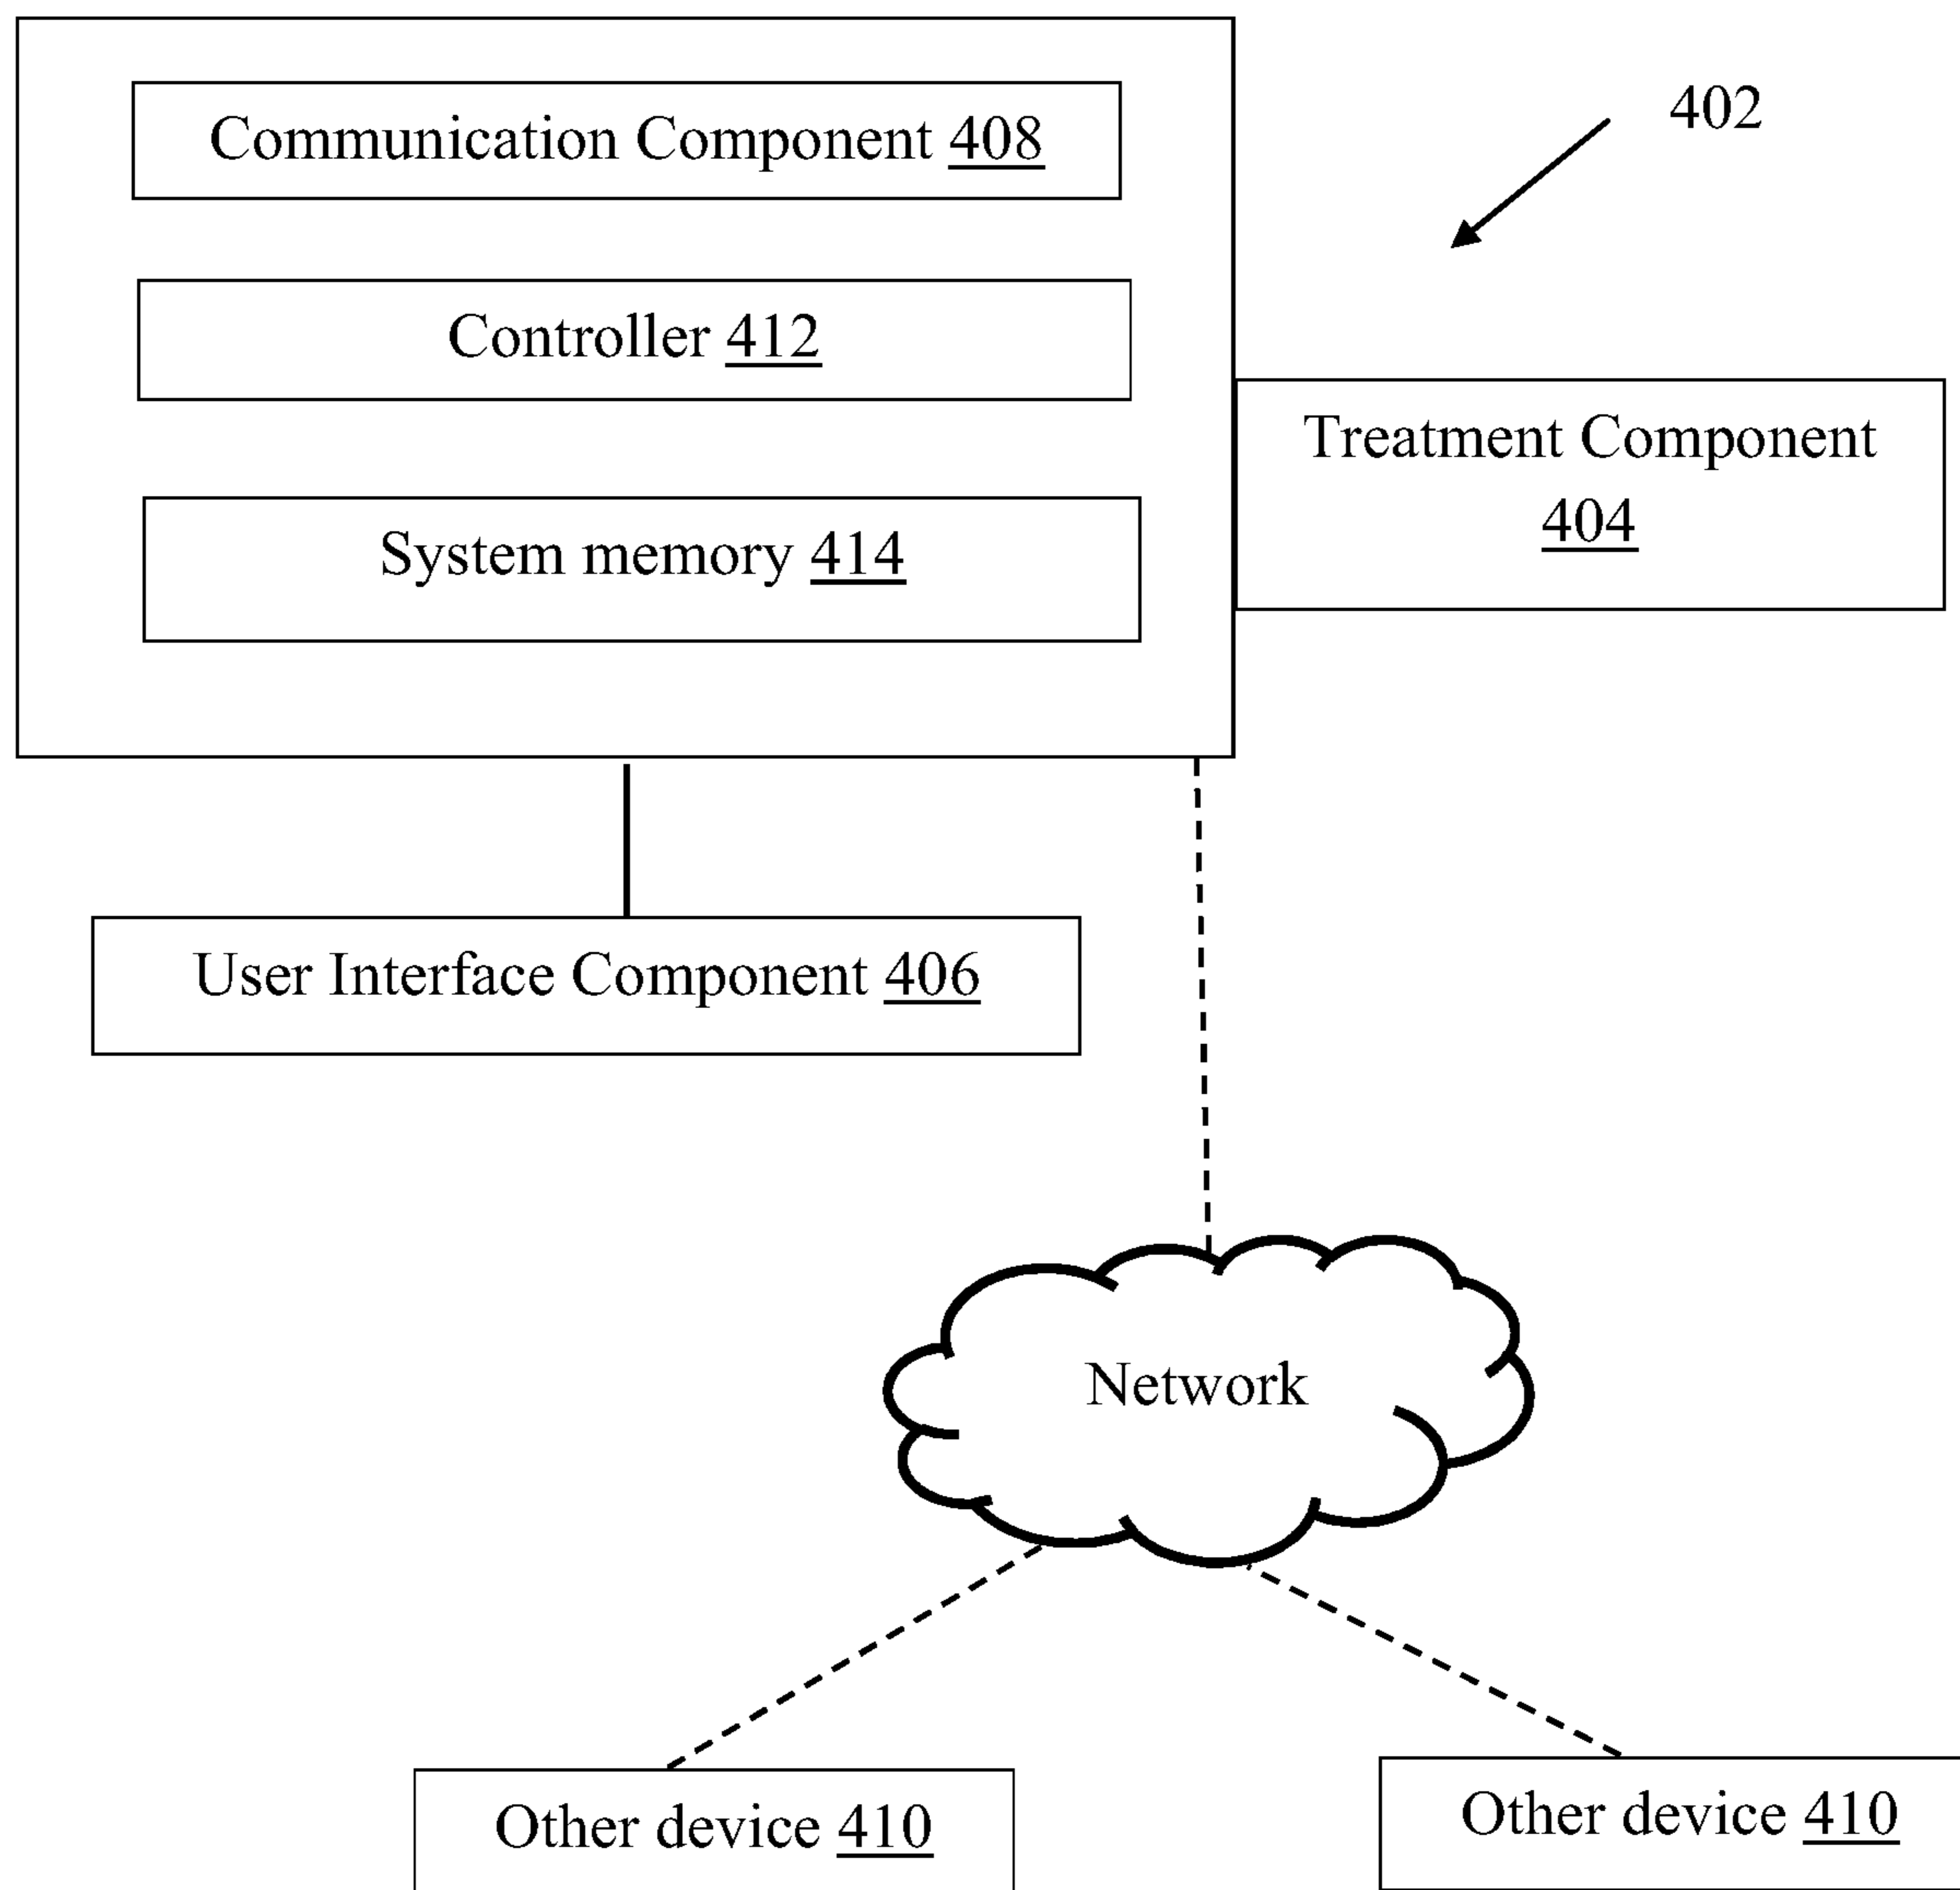 Communication Component 408
402
Controller 412
Treatment Component
404
System memory 414
User Interface Component 406
Network
Other device 410
Other device 410